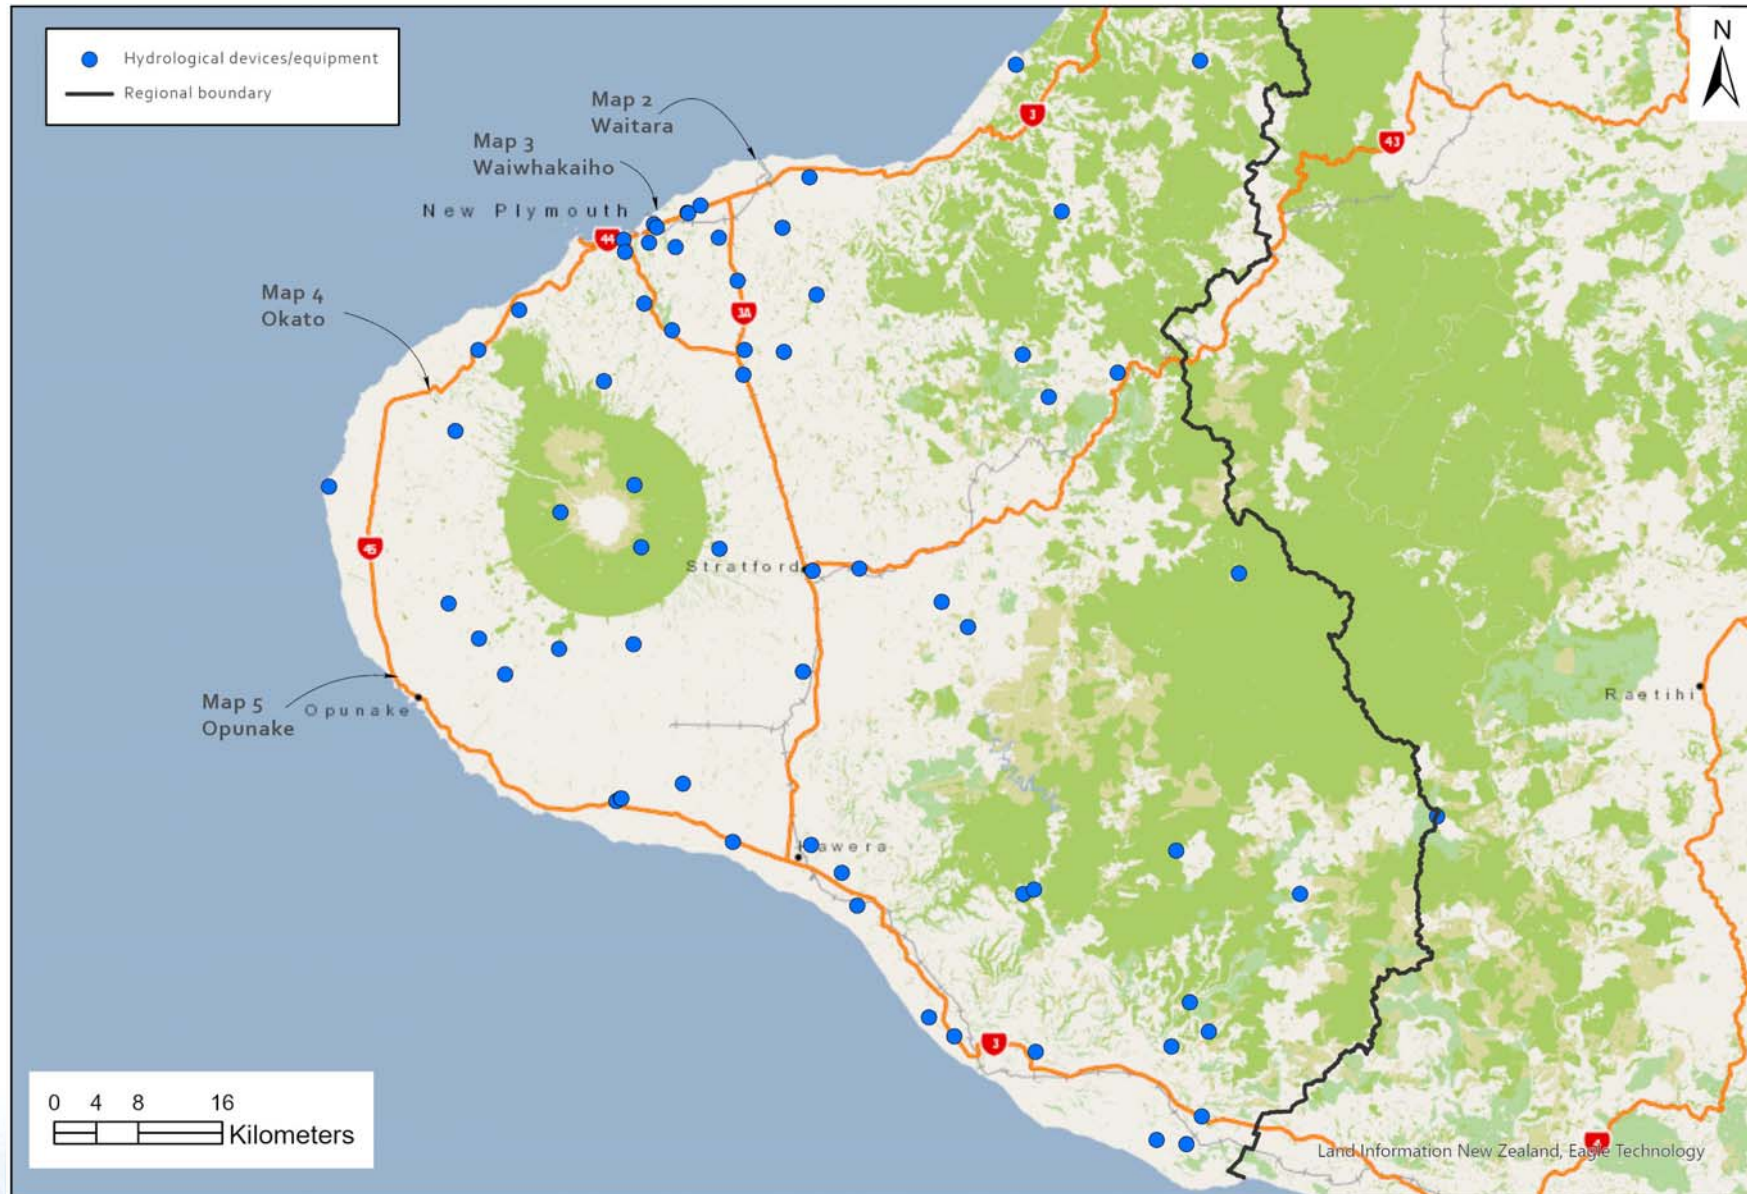 Hydrological devices/equipment
Regional boundary
N
Map 2
Waitara
Map 3
Waiwhakaiho
New Plymouth
3
43
44
Map 4
Okato
3A
45
Stratford
Map 5
Opunake
Opunake
Raetihi
Hawera
3
4
0 4 8 16
Kilometers
Land Information New Zealand, Eagle Technology